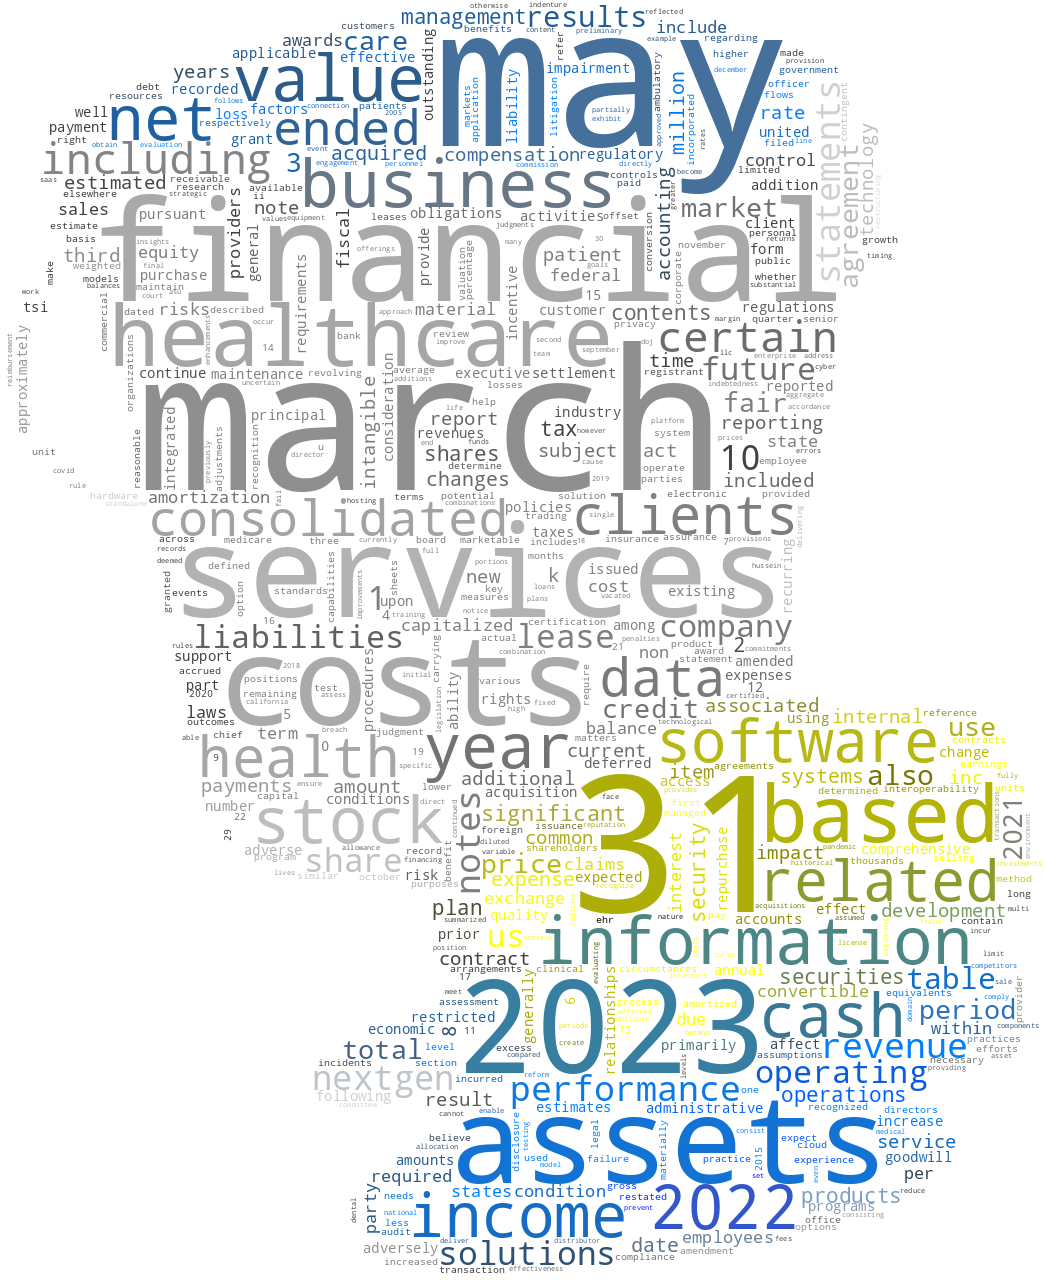 otherwise indenture
management results reflected
customers benefits content preliminary include
awards care may example regarding
applicable effective outstanding refer higher made
years value markets application liability impairment ambulatory december officer provision government
debt recorded million flows
resources follows factors connection patients litigation partially exhibit approved incorporated rate contingent
well net loss respectively 2005 statements
payment grant ended united
right obtain evaluation event acquired compensation regulatory commission directly rates filed line
including 3 engagement personnel business controls become control agreement technology
saas estimated receivable available paid greater limited restructuring
elsewhere strategic research ii accounting addition
sales providers note fiscal leases obligations activities offset market client
estimate pursuant values equipment provide judgments conversion personal growth
basis insights general financial many 30 november form returns
third equity offerings patient goals corporate public timing
make weighted final requirements valuation percentage federal whether
models purchase maintain incentive 15 substantial
work balances court asu
tsi commercial dated risks described material customer contents regulations
reimbursement healthcare occur approach privacy margin quarter senior
approximately enhancements 14 bank review improve second team september doj certain
continue maintenance revolving average executive settlement time llc enterprise address
organizations uncertain additions losses registrant future cyber
march intangible consideration life help indebtedness reported aggregate
integrated principal report industry fair accordance
unit reasonable previously adjustments recognition u director revenues end funds tax however platform system reporting
covid shares subject act prices state errors
rule determine cause operate 10 employee
hardware fail changes 2019 parties included
standalone amortization hosting terms potential combinations solution electronic provided
consolidated policies trading single clients delivering
across medicare three currently board marketable taxes insurance assurance 7 provisions recurring
records full includes 18
deemed defined services portions months hussein
granted events option standards capabilities improvements sheets new key k loans issued existing
16 1 upon measures plans cost vacated
4 training notice
rules liabilities capitalized certification among company
support actual lease 21 penalties product 2 commitments
accrued 2018 procedures initial carrying combination non award statement amended
part positions costs various data expenses
2020 remaining test assess legislation ability rights fixed require certified 12
laws california 5 high credit associated
outcomes breach judgment balance technological using internal reference
able chief term 0 year matters software use
9 health 19 specific current deferred change contracts
payments ensure amount additional item agreements systems also earnings
capital conditions lower acquisition 31 access provides determined interoperability inc fully
number 22 direct significant first based units
29 stock allowance notes foreign issuance face managed transactions 2021 environment
adverse record continued diluted common reputation impact pandemic comprehensive
program share financing benefit variable shareholders interest security repurchase historical thousands selling investments
lives similar october risk price claims related method
purposes expense expected recognize acquisitions long
plan summarized exchange pay effect assumed development multi
quality ehr nature accounts contain
prior us achieve indicate information license beginning fraud incur
position contract evaluating limit
arrangements clinical circumstances annual securities table competitors
17 meet generally 6 relationships locations convertible equivalents sale
assessment 2023 process amortized cash domain period comply provider
restricted affected multiple herein within components
economic 8 11 periods 13 due affect practices
total level create primarily revenue efforts
incidents section excess compared levels assumptions necessary asset
nextgen incurred reform performance one operating providing
following result estimates administrative operations
committee cannot enable recognized directors
disclosure testing legal materially consist increase
believe assets expect medical service
allocation cloud
amounts used model failure practice 2015 experience even goodwill
required set per
party states condition gross 2022 products reduce
needs restated programs
dental national income prevent office consisting
less options
audit deliver distributor date employees fees
adversely solutions compliance amendment
increased transaction effectiveness